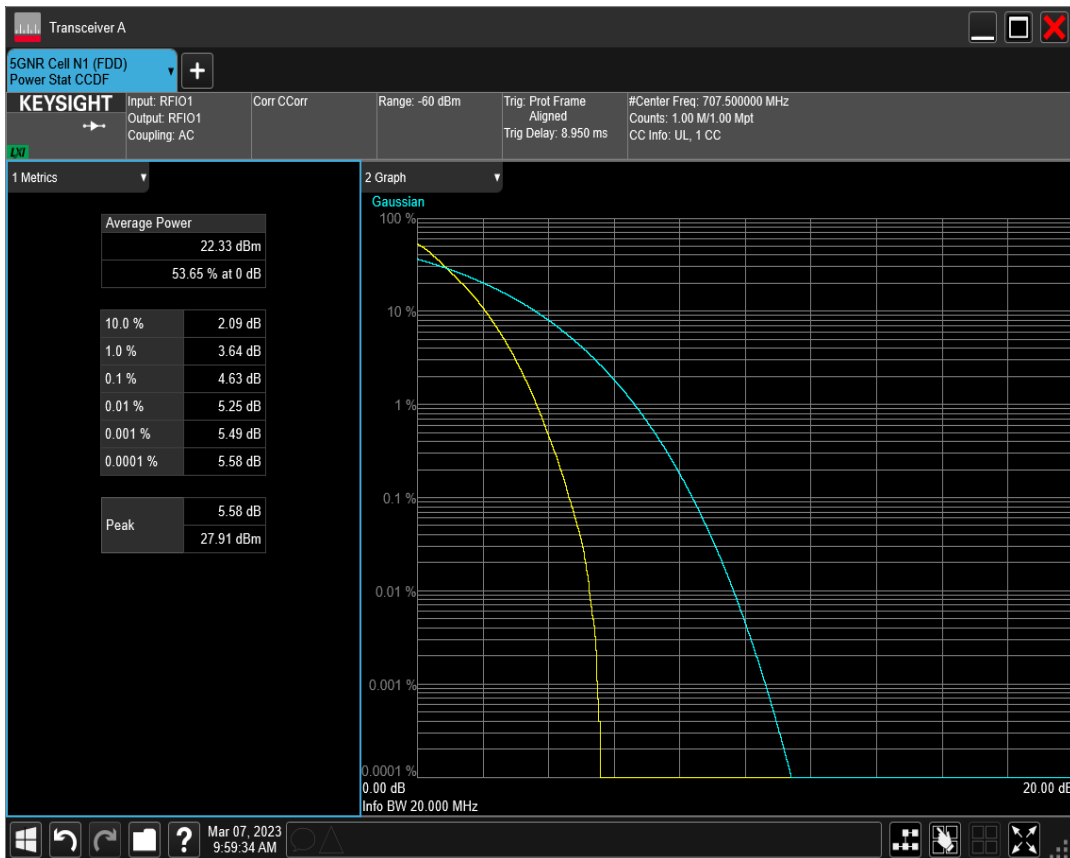 Transceiver A
5GNR Cell N1 (FDD)
Power Stat CCDF
+
KEYSIGHT
LXI
Input: RFIO1
Output: RFIO1
Coupling: AC
Corr CCorr
Range: -60 dBm
Trig: Prot Frame
Aligned
Trig Delay: 8.950 ms
#Center Freq: 707.500000 MHz
Counts: 1.00 M/1.00 Mpt
CC Info: UL, 1 CC
1 Metrics
Average Power
22.33 dBm
53.65 % at 0 dB
10.0 % 2.09 dB
1.0 % 3.64 dB
0.1 % 4.63 dB
0.01 % 5.25 dB
0.001 % 5.49 dB
0.0001 % 5.58 dB
Peak
5.58 dB
27.91 dBm
2 Graph
Gaussian
100 %
10 %
1 %
0.1 %
0.01 %
0.001 %
0.0001 %
0.00 dB 20.00 dB
Info BW 20.000 MHz
?
Mar 07, 2023
9:59:34 AM